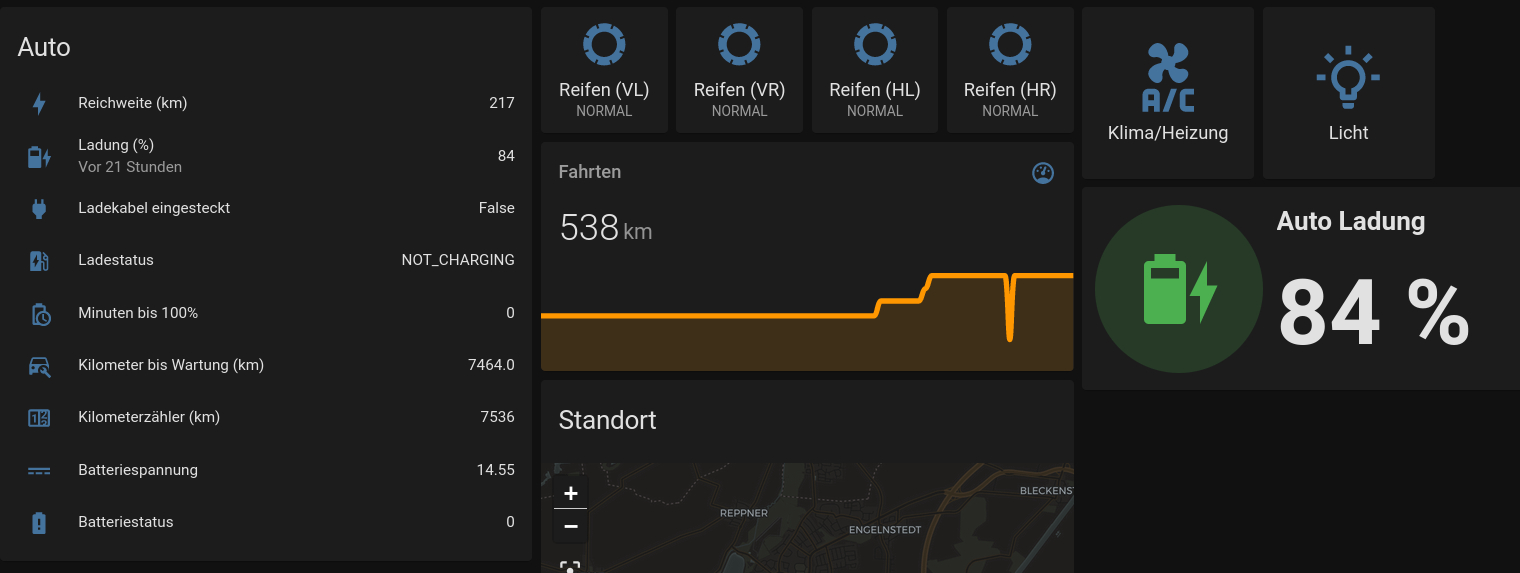 Auto
Reichweite (km) 217
Ladung (%) 84
Vor 21 Stunden
Ladekabel eingesteckt False
Ladestatus NOT_CHARGING
Minuten bis 100% 0
Kilometer bis Wartung (km) 7464.0
Kilometerzähler (km) 7536
Batteriespannung 14.55
Batteriestatus 0
Reifen (VL)
NORMAL
Reifen (VR)
NORMAL
Reifen (HL)
NORMAL
Reifen (HR)
NORMAL
Fahrten
538 km
Standort
+
−
REPPNER
ENGELNSTEDT
BLECKENST
A/C
Klima/Heizung
Licht
Auto Ladung
84 %